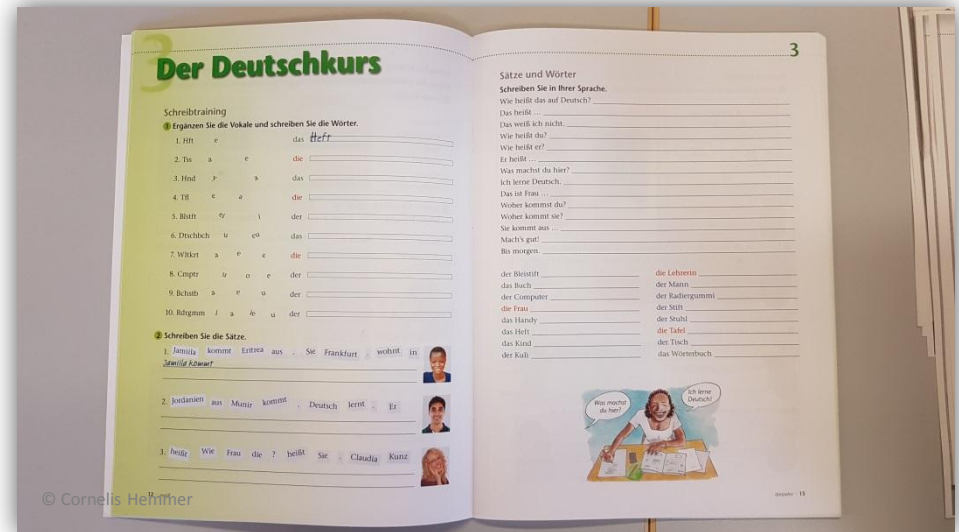 3
Der Deutschkurs
Schreibtraining
1 Ergänzen Sie die Vokale und schreiben Sie die Wörter.
1. Hft e das Heft
2. Tss a e die
3. Hnd y a das
4. Tfl e a die
5. Blstft ei i der
6. Dtschbch u eu das
7. Wltkrt a e e die
8. Cmptr u o e der
9. Bchstb a e u der
10. Rdrgmm i a ie u der
2 Schreiben Sie die Sätze.
1. Jamila kommt Eritrea aus . Sie Frankfurt . wohnt in
Jamila kommt
2. Jordanien aus Munir kommt . Deutsch lernt . Er
3. heißt Wie Frau die ? heißt Sie . Claudia Kunz
12
3
Sätze und Wörter
Schreiben Sie in Ihrer Sprache.
Wie heißt das auf Deutsch?
Das heißt …
Das weiß ich nicht.
Wie heißt du?
Wie heißt er?
Er heißt …
Was machst du hier?
Ich lerne Deutsch.
Das ist Frau …
Woher kommst du?
Woher kommt sie?
Sie kommt aus …
Mach's gut!
Bis morgen.
der Bleistift
das Buch
der Computer
die Frau
das Handy
das Heft
das Kind
der Kuli
die Lehrerin
der Mann
der Radiergummi
der Stift
der Stuhl
die Tafel
der Tisch
das Wörterbuch
Was machst
du hier?
Ich lerne
Deutsch!
13
© Cornelis Hemmer